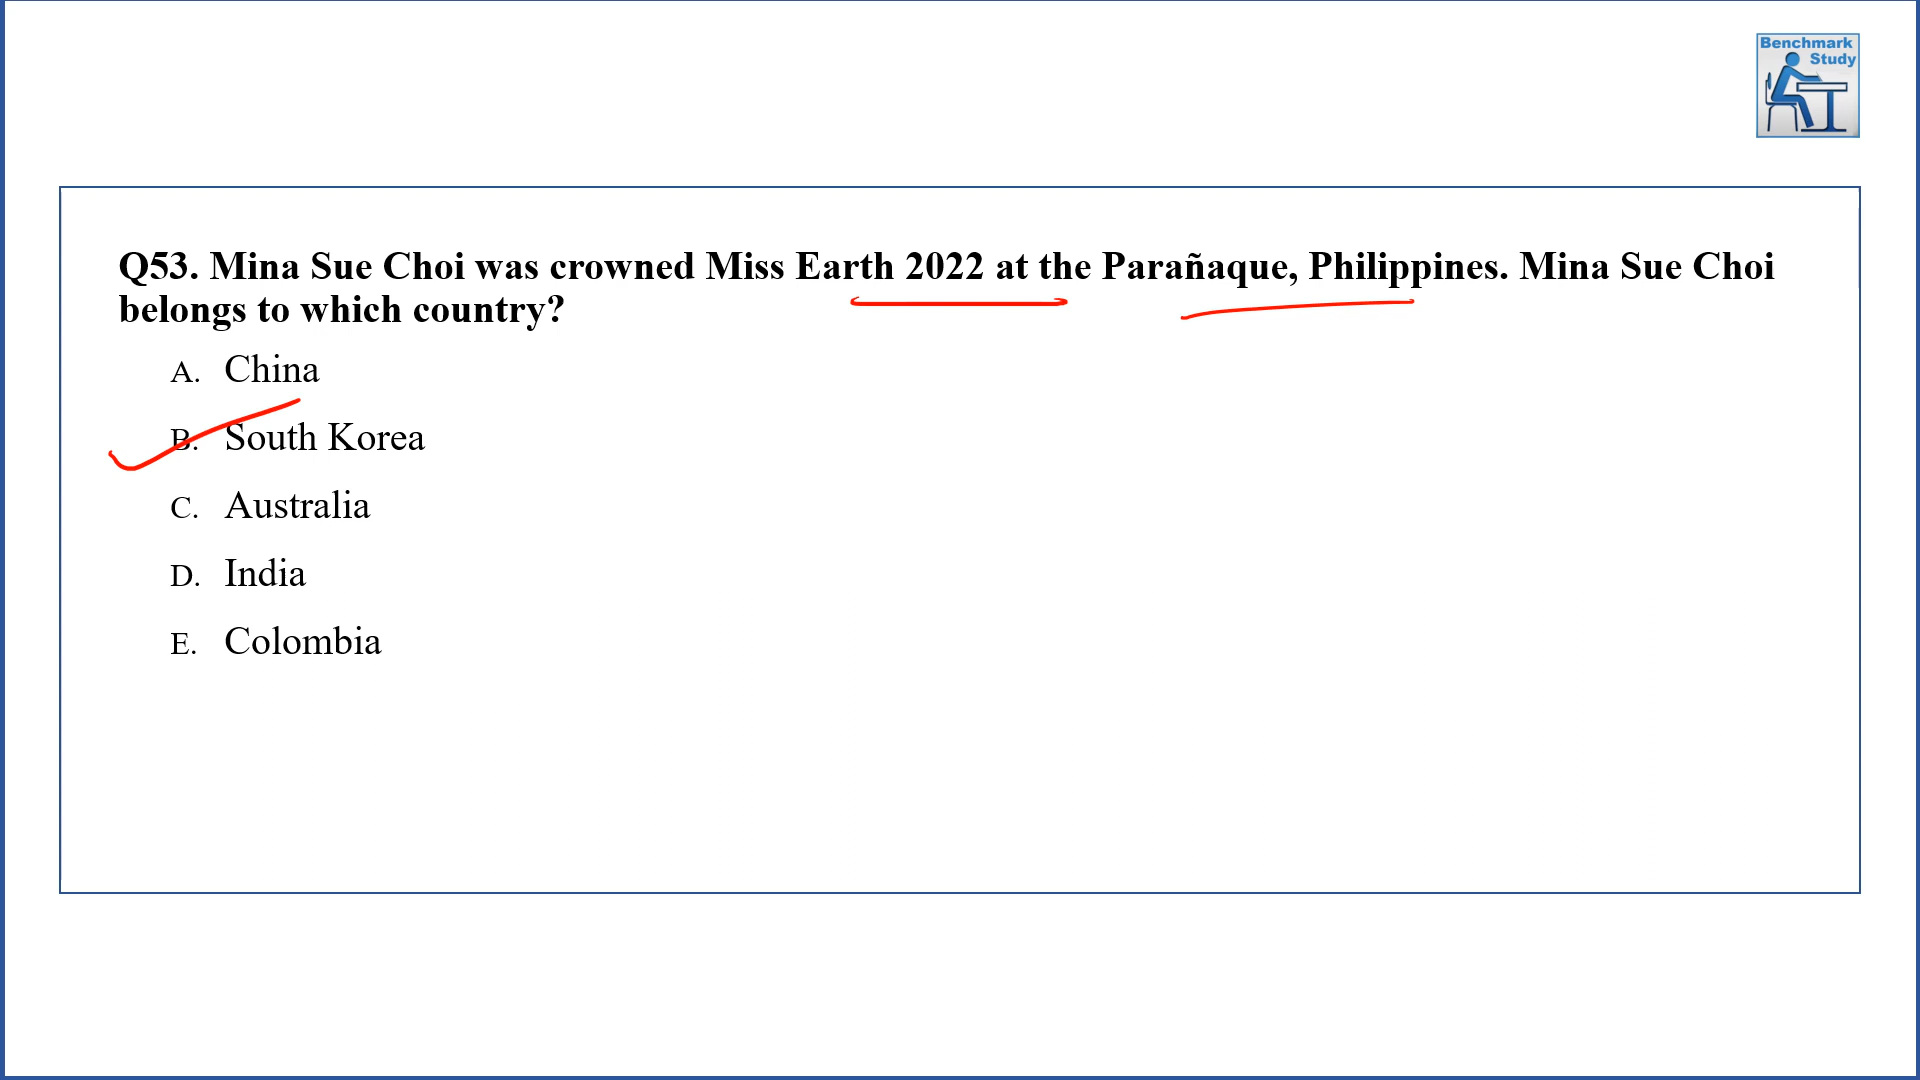 Benchmark
Study
Q53. Mina Sue Choi was crowned Miss Earth 2022 at the Parañaque, Philippines. Mina Sue Choi
belongs to which country?
A. China
B. South Korea
C. Australia
D. India
E. Colombia